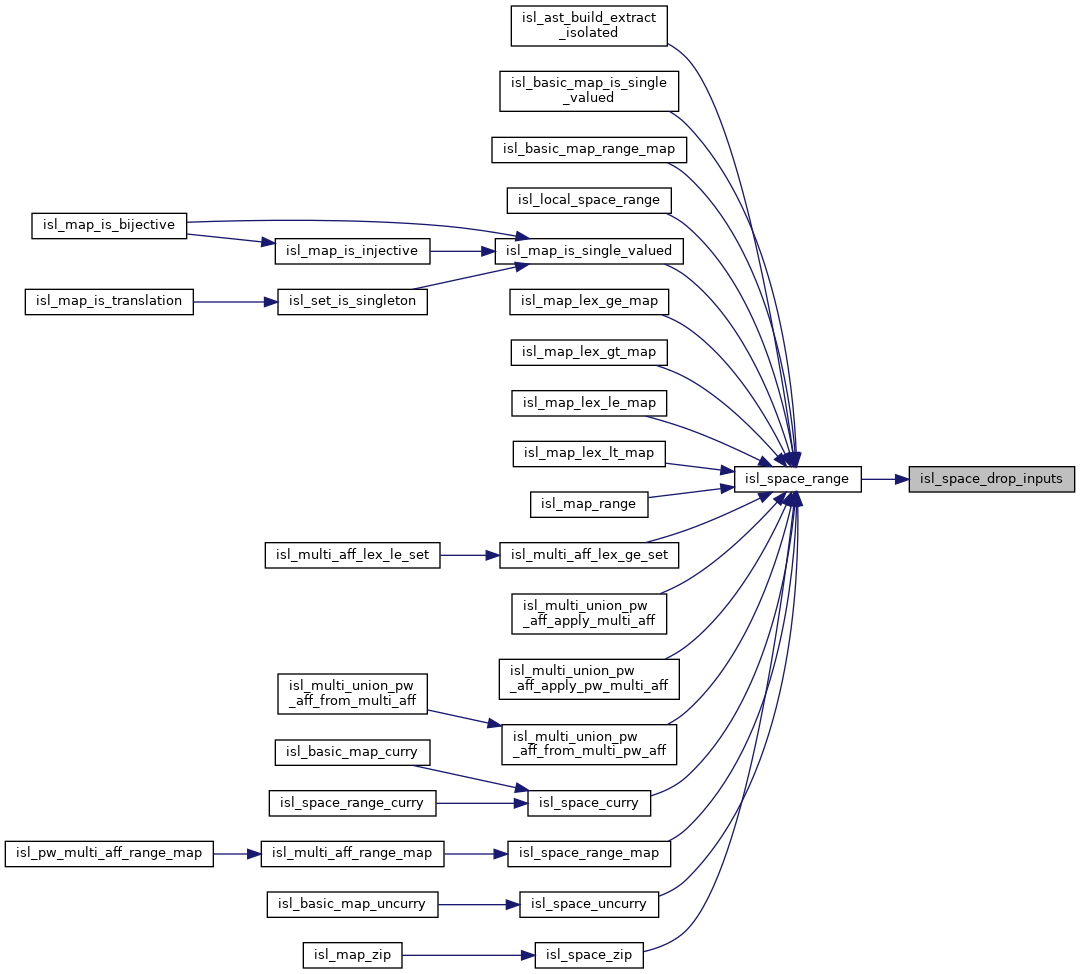 isl_ast_build_extract
_isolated
isl_basic_map_is_single
_valued
isl_basic_map_range_map
isl_local_space_range
isl_map_is_bijective
isl_map_is_injective
isl_map_is_single_valued
isl_map_is_translation
isl_set_is_singleton
isl_map_lex_ge_map
isl_map_lex_gt_map
isl_map_lex_le_map
isl_map_lex_lt_map
isl_space_range
isl_space_drop_inputs
isl_map_range
isl_multi_aff_lex_le_set
isl_multi_aff_lex_ge_set
isl_multi_union_pw
_aff_apply_multi_aff
isl_multi_union_pw
_aff_apply_pw_multi_aff
isl_multi_union_pw
_aff_from_multi_aff
isl_multi_union_pw
_aff_from_multi_pw_aff
isl_basic_map_curry
isl_space_range_curry
isl_space_curry
isl_pw_multi_aff_range_map
isl_multi_aff_range_map
isl_space_range_map
isl_basic_map_uncurry
isl_space_uncurry
isl_map_zip
isl_space_zip